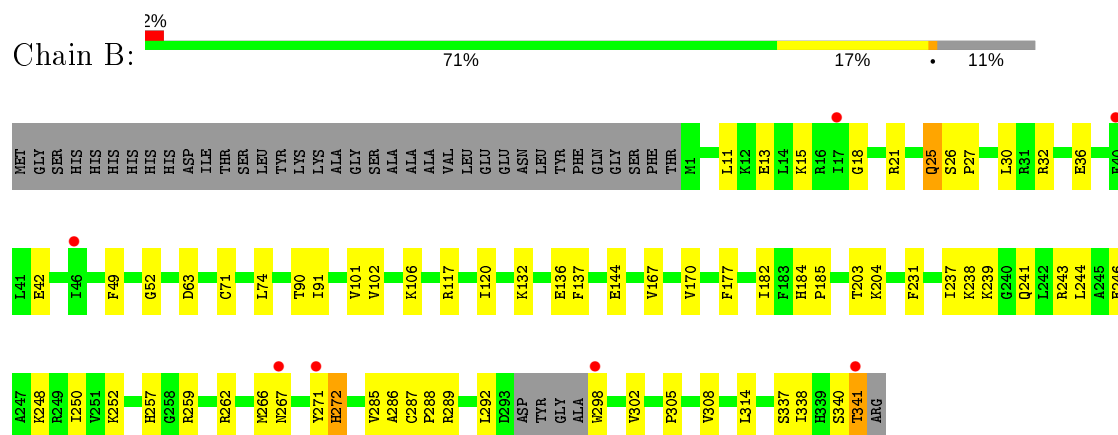 2%
Chain B:
71% 17% • 11%
MET GLY SER HIS HIS HIS HIS HIS HIS ASP ILE THR SER LEU TYR LYS LYS ALA GLY SER ALA ALA ALA VAL LEU GLU GLU ASN LEU TYR PHE GLN GLY SER PHE THR M1 L11 K12 E13 L14 K15 R16 I17 G18 R21 Q25 S26 P27 L30 R31 R32 E36 E40
L41 E42 I46 F49 G52 D63 C71 L74 T90 I91 V101 V102 K106 R117 I120 K132 E136 F137 E144 V167 V170 F177 I182 F183 H184 P185 T203 K204 F231 I237 K238 K239 G240 Q241 L242 R243 L244 A245
A247 K248 R249 I250 V251 K252 H257 G258 R259 R262 M266 N267 Y271 H272 V285 A286 C287 P288 R289 L292 D293 ASP TYR GLY ALA W298 V302 P305 V308 L314 S337 I338 H339 S340 T341 ARG